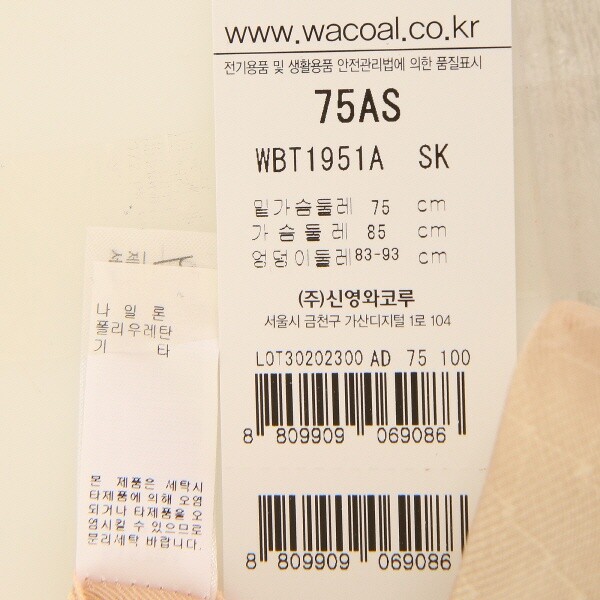 www.wacoal.co.kr
전기용품 및 생활용품 안전관리법에 의한 품질표시
75AS
WBT1951A SK
밑가슴둘레 75 cm
가슴둘레 85 cm
엉덩이둘레 83-93 cm
(주)신영와코루
서울시 금천구 가산디지털 1로 104
LOT30202300 AD 75 100
8 809909 069086
8 809909 069086
나일론
폴리우레탄
기타
본 제품은 세탁시
타제품에 의해 오염
되거나 타제품을 오
염시킬 수 있으므로
분리세탁 바랍니다.